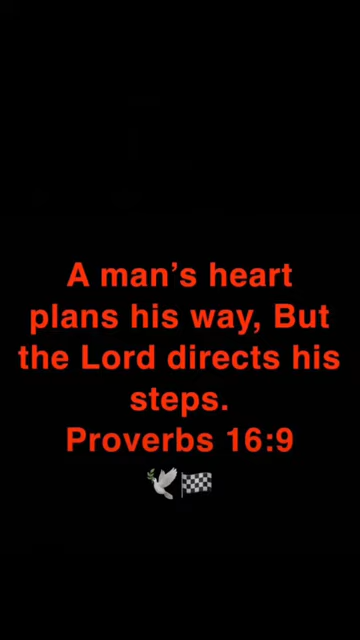 A man’s heart
plans his way, But
the Lord directs his
steps.
Proverbs 16:9
🕊️🏁